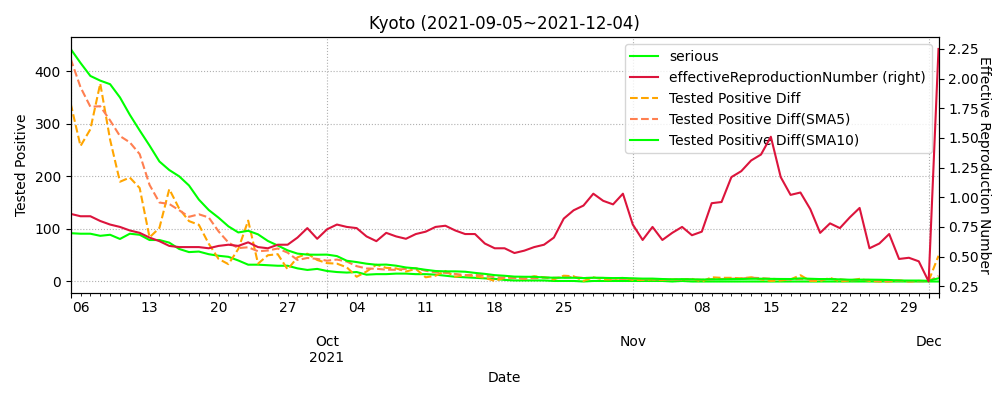 Kyoto (2021-09-05~2021-12-04)
serious
effectiveReproductionNumber (right)
Tested Positive Diff
Tested Positive Diff(SMA5)
Tested Positive Diff(SMA10)
Tested Positive
400
300
200
100
0
2.25
2.00
1.75
1.50
1.25
1.00
0.75
0.50
0.25
Effective Reproduction Number
06 13 20 27 04 11 18 25 08 15 22 29
Oct Nov Dec
2021
Date